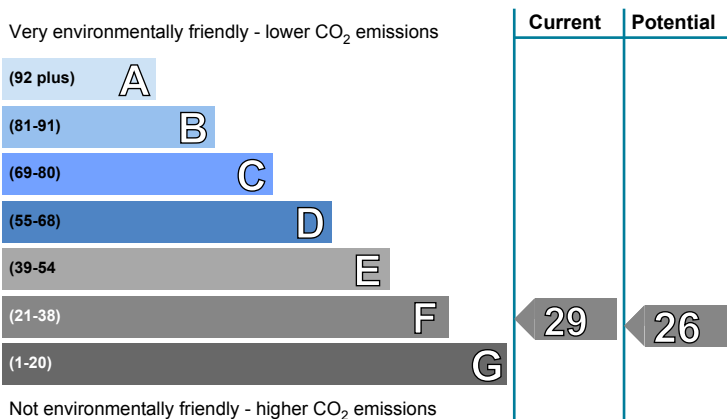 Current Potential
Very environmentally friendly - lower CO₂ emissions
(92 plus) A
(81-91) B
(69-80) C
(55-68) D
(39-54 E
(21-38) F 29 26
(1-20) G
Not environmentally friendly - higher CO₂ emissions